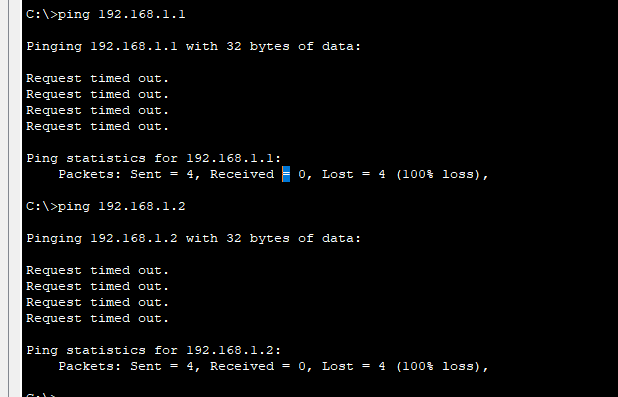 C:\>ping 192.168.1.1
Pinging 192.168.1.1 with 32 bytes of data:
Request timed out.
Request timed out.
Request timed out.
Request timed out.
Ping statistics for 192.168.1.1:
Packets: Sent = 4, Received = 0, Lost = 4 (100% loss),
C:\>ping 192.168.1.2
Pinging 192.168.1.2 with 32 bytes of data:
Request timed out.
Request timed out.
Request timed out.
Request timed out.
Ping statistics for 192.168.1.2:
Packets: Sent = 4, Received = 0, Lost = 4 (100% loss),
C:\>